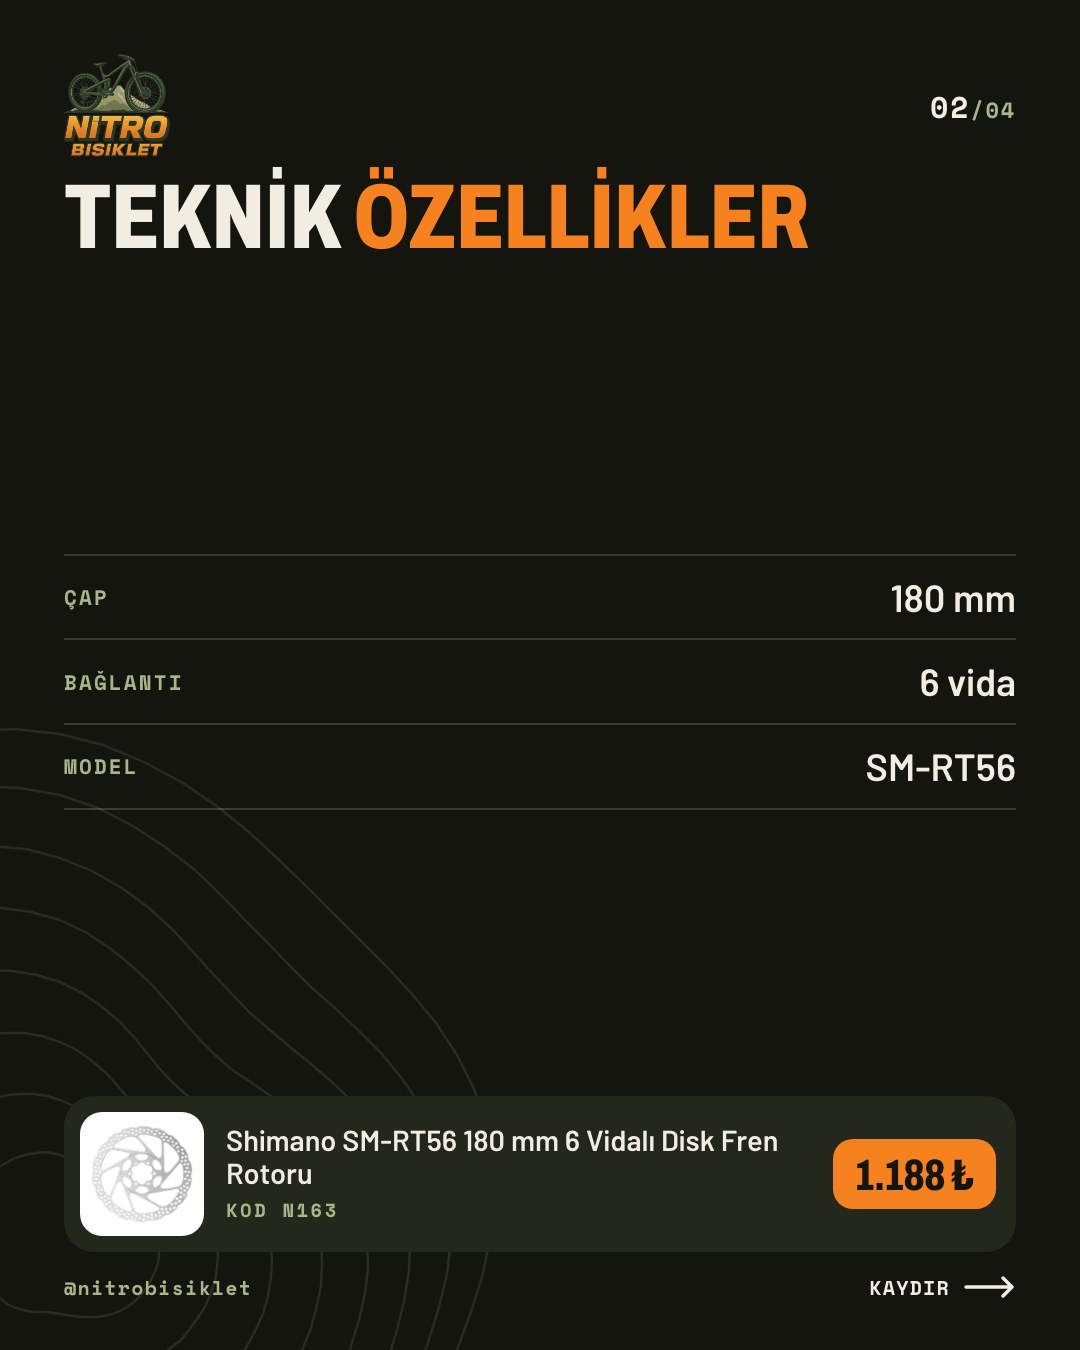 NiTRO
BISIKLET
02/04
TEKNİK ÖZELLİKLER
ÇAP
180 mm
BAĞLANTI
6 vida
MODEL
SM-RT56
Shimano SM-RT56 180 mm 6 Vidalı Disk Fren
Rotoru
KOD N163
1.188 ₺
@nitrobisiklet
KAYDIR →